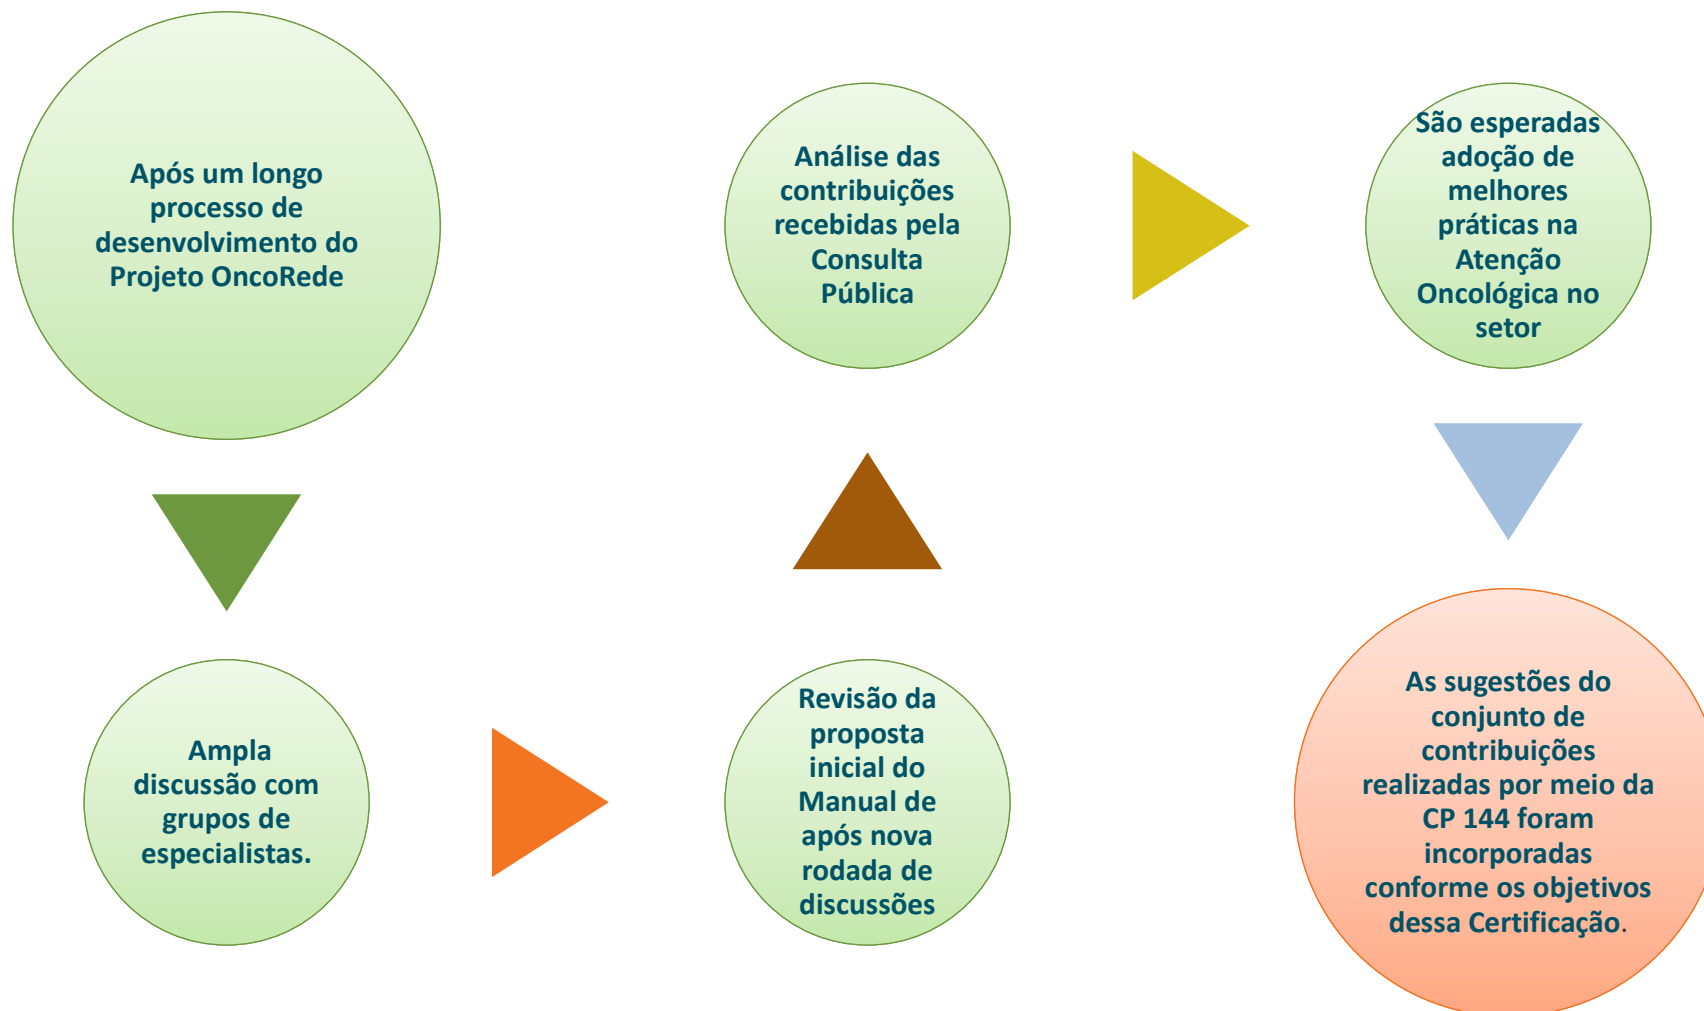 Após um longo
processo de
desenvolvimento do
Projeto OncoRede
Ampla
discussão com
grupos de
especialistas.
Revisão da
proposta
inicial do
Manual de
após nova
rodada de
discussões
Análise das
contribuições
recebidas pela
Consulta
Pública
São esperadas
adoção de
melhores
práticas na
Atenção
Oncológica no
setor
As sugestões do
conjunto de
contribuições
realizadas por meio da
CP 144 foram
incorporadas
conforme os objetivos
dessa Certificação.